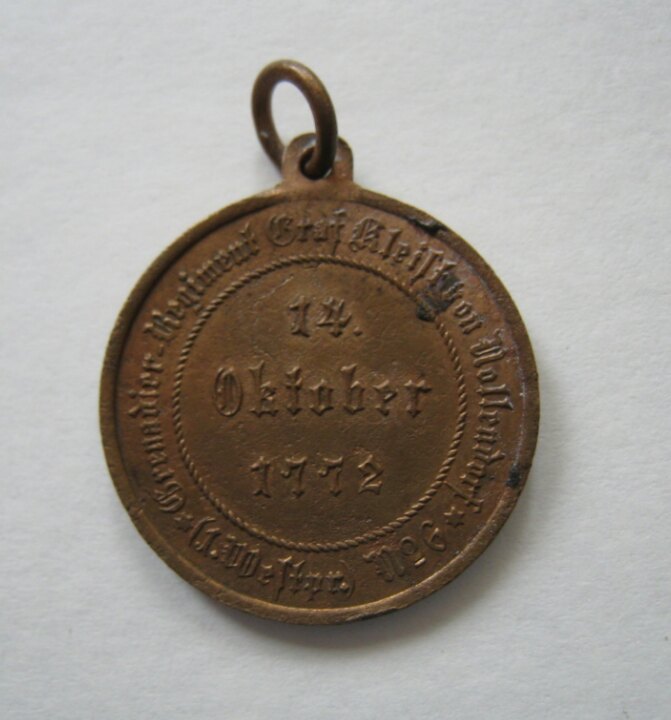 Grenadier-Regiment Graf Kleist von Nollendorf
(1. Westpr.) No 6
14.
Oktober
1772